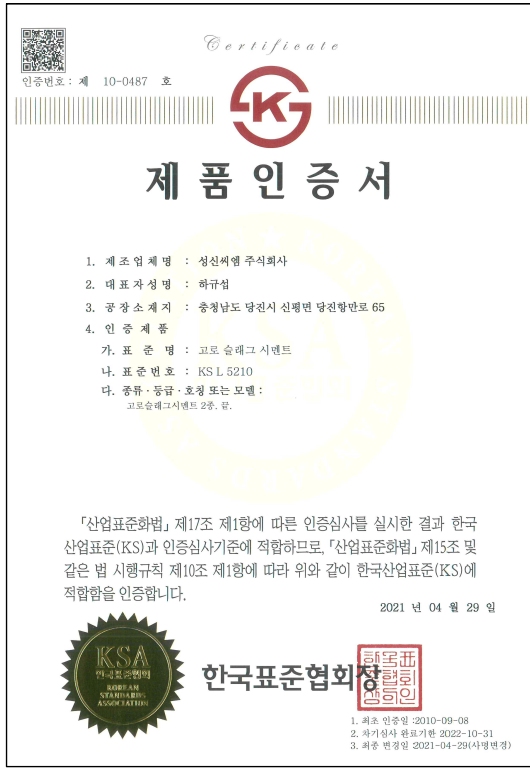 Certificate
인증번호 : 제 10-0487 호
KS
제품인증서
1. 제조업체명 : 성신씨엠 주식회사
2. 대표자성명 : 하규섭
3. 공장소재지 : 충청남도 당진시 신평면 당진항만로 65
4. 인증제품
가. 표준명 : 고로 슬래그 시멘트
나. 표준번호 : KS L 5210
다. 종류·등급·호칭 또는 모델 :
고로슬래그시멘트 2종. 끝.
「산업표준화법」 제17조 제1항에 따른 인증심사를 실시한 결과 한국
산업표준(KS)과 인증심사기준에 적합하므로, 「산업표준화법」 제15조 및
같은 법 시행규칙 제10조 제1항에 따라 위와 같이 한국산업표준(KS)에
적합함을 인증합니다.
2021 년 04 월 29 일
KSA
한국표준협회
KOREAN
STANDARDS
ASSOCIATION
한국표준협회장
1. 최초 인증일 :2010-09-08
2. 차기심사 완료기한 2022-10-31
3. 최종 변경일 :2021-04-29(사명변경)